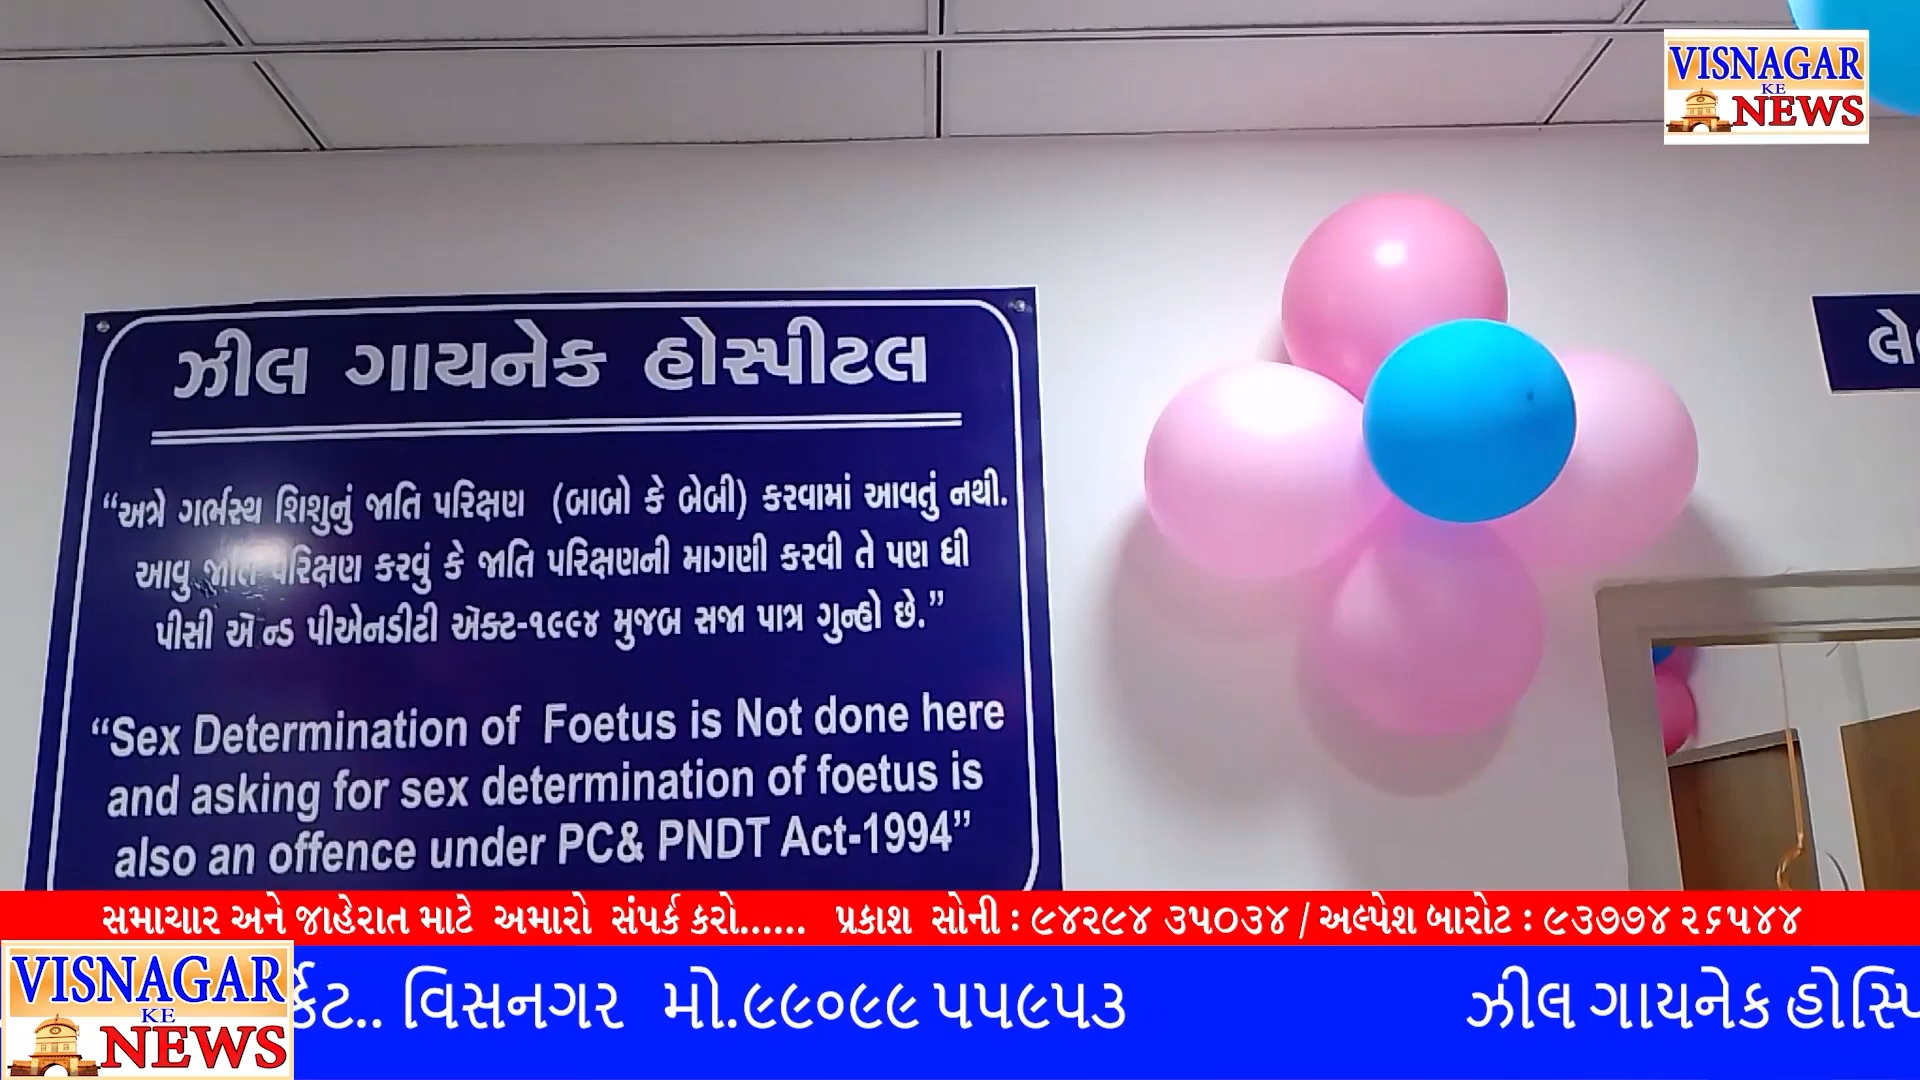 VISNAGAR
KE
NEWS
ઝીલ ગાયનેક હોસ્પીટલ
“અત્રે ગર્ભસ્થ શિશુનું જાતિ પરિક્ષણ (બાબો કે બેબી) કરવામાં આવતું નથી.
આવુ જાતિ પરિક્ષણ કરવું કે જાતિ પરિક્ષણની માગણી કરવી તે પણ ધી
પીસી ઍન્ડ પીએનડીટી ઍક્ટ-૧૯૯૪ મુજબ સજા પાત્ર ગુન્હો છે.”
“Sex Determination of Foetus is Not done here
and asking for sex determination of foetus is
also an offence under PC& PNDT Act-1994”
સમાચાર અને જાહેરાત માટે અમારો સંપર્ક કરો...... પ્રકાશ સોની : ૯૪૨૯૪ ૩૫૦૩૪ / અલ્પેશ બારોટ : ૯૩૭૭૪ ૨૬૫૪૪
VISNAGAR
KE
NEWS
વિસનગર મો.૯૯૦૯૯ ૫૫૯૫૩ ઝીલ ગાયનેક